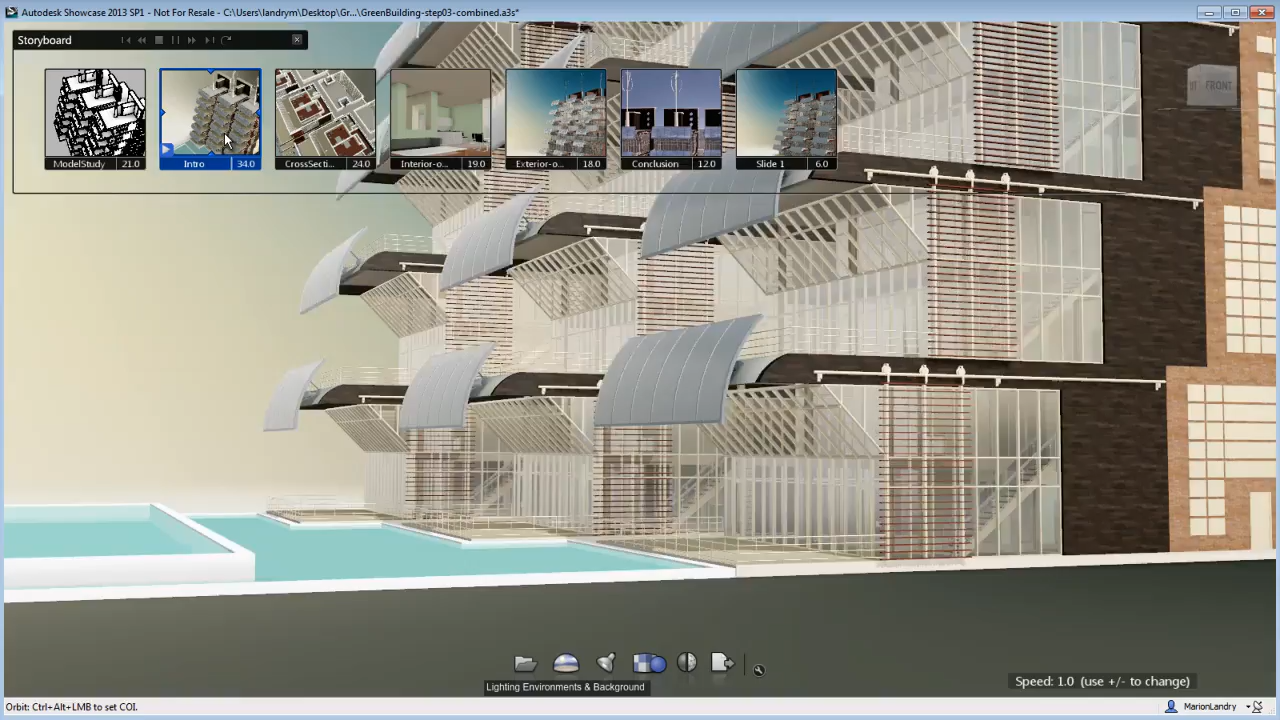 Autodesk Showcase 2013 SP1 - Not For Resale - C:\Users\landrym\Desktop\Gr...\GreenBuilding-step03-combined.a3s*
Storyboard
ModelStudy 21.0
Intro 34.0
CrossSecti... 24.0
Interior-o... 19.0
Exterior-o... 18.0
Conclusion 12.0
Slide 1 6.0
FRONT
Lighting Environments & Background
Speed: 1.0 (use +/- to change)
Orbit: Ctrl+Alt+LMB to set COI.
MarionLandry